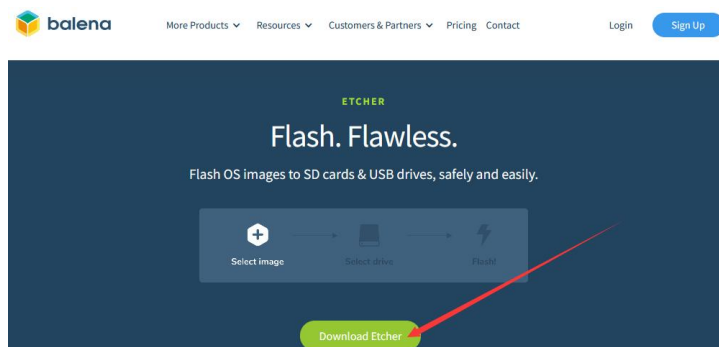 balena More Products Resources Customers & Partners Pricing Contact Login Sign Up
ETCHER
Flash. Flawless.
Flash OS images to SD cards & USB drives, safely and easily.
Select image Select drive Flash!
Download Etcher